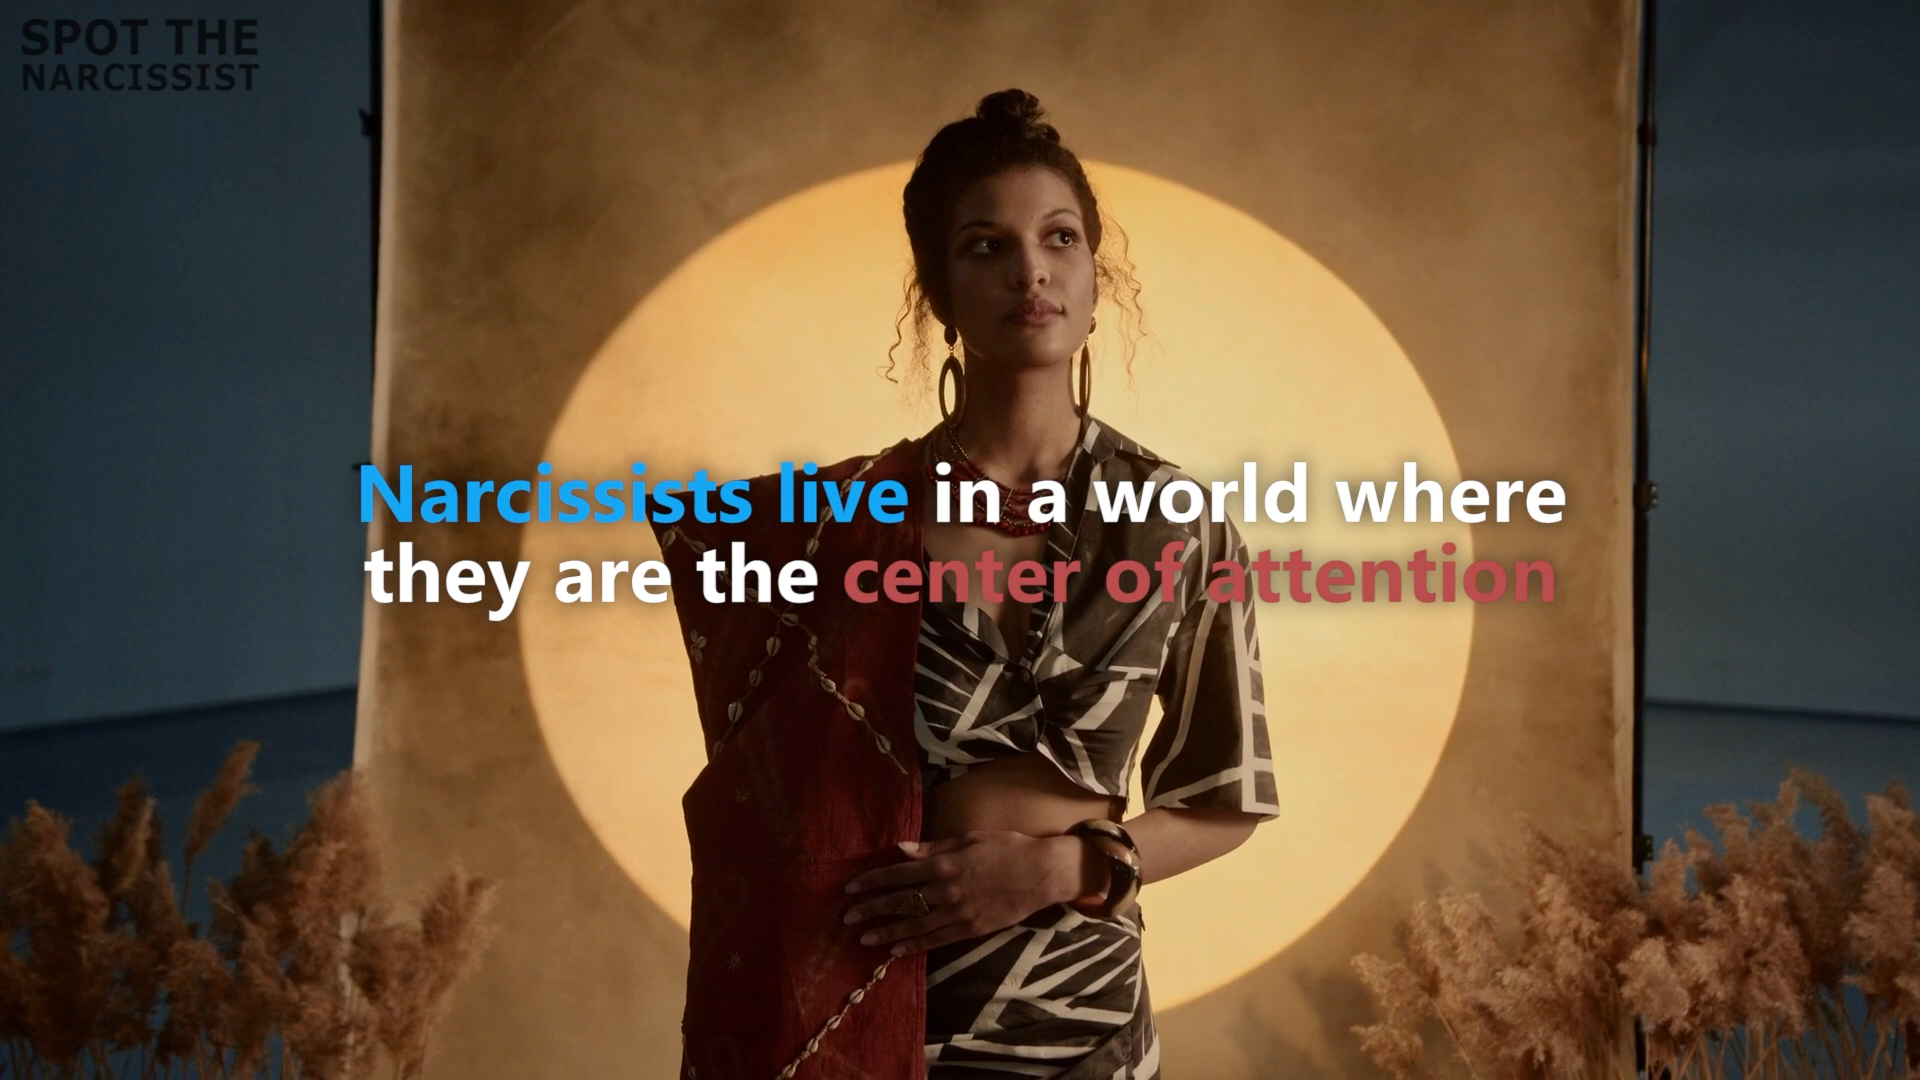 SPOT THE
NARCISSIST
Narcissists live in a world where
they are the center of attention